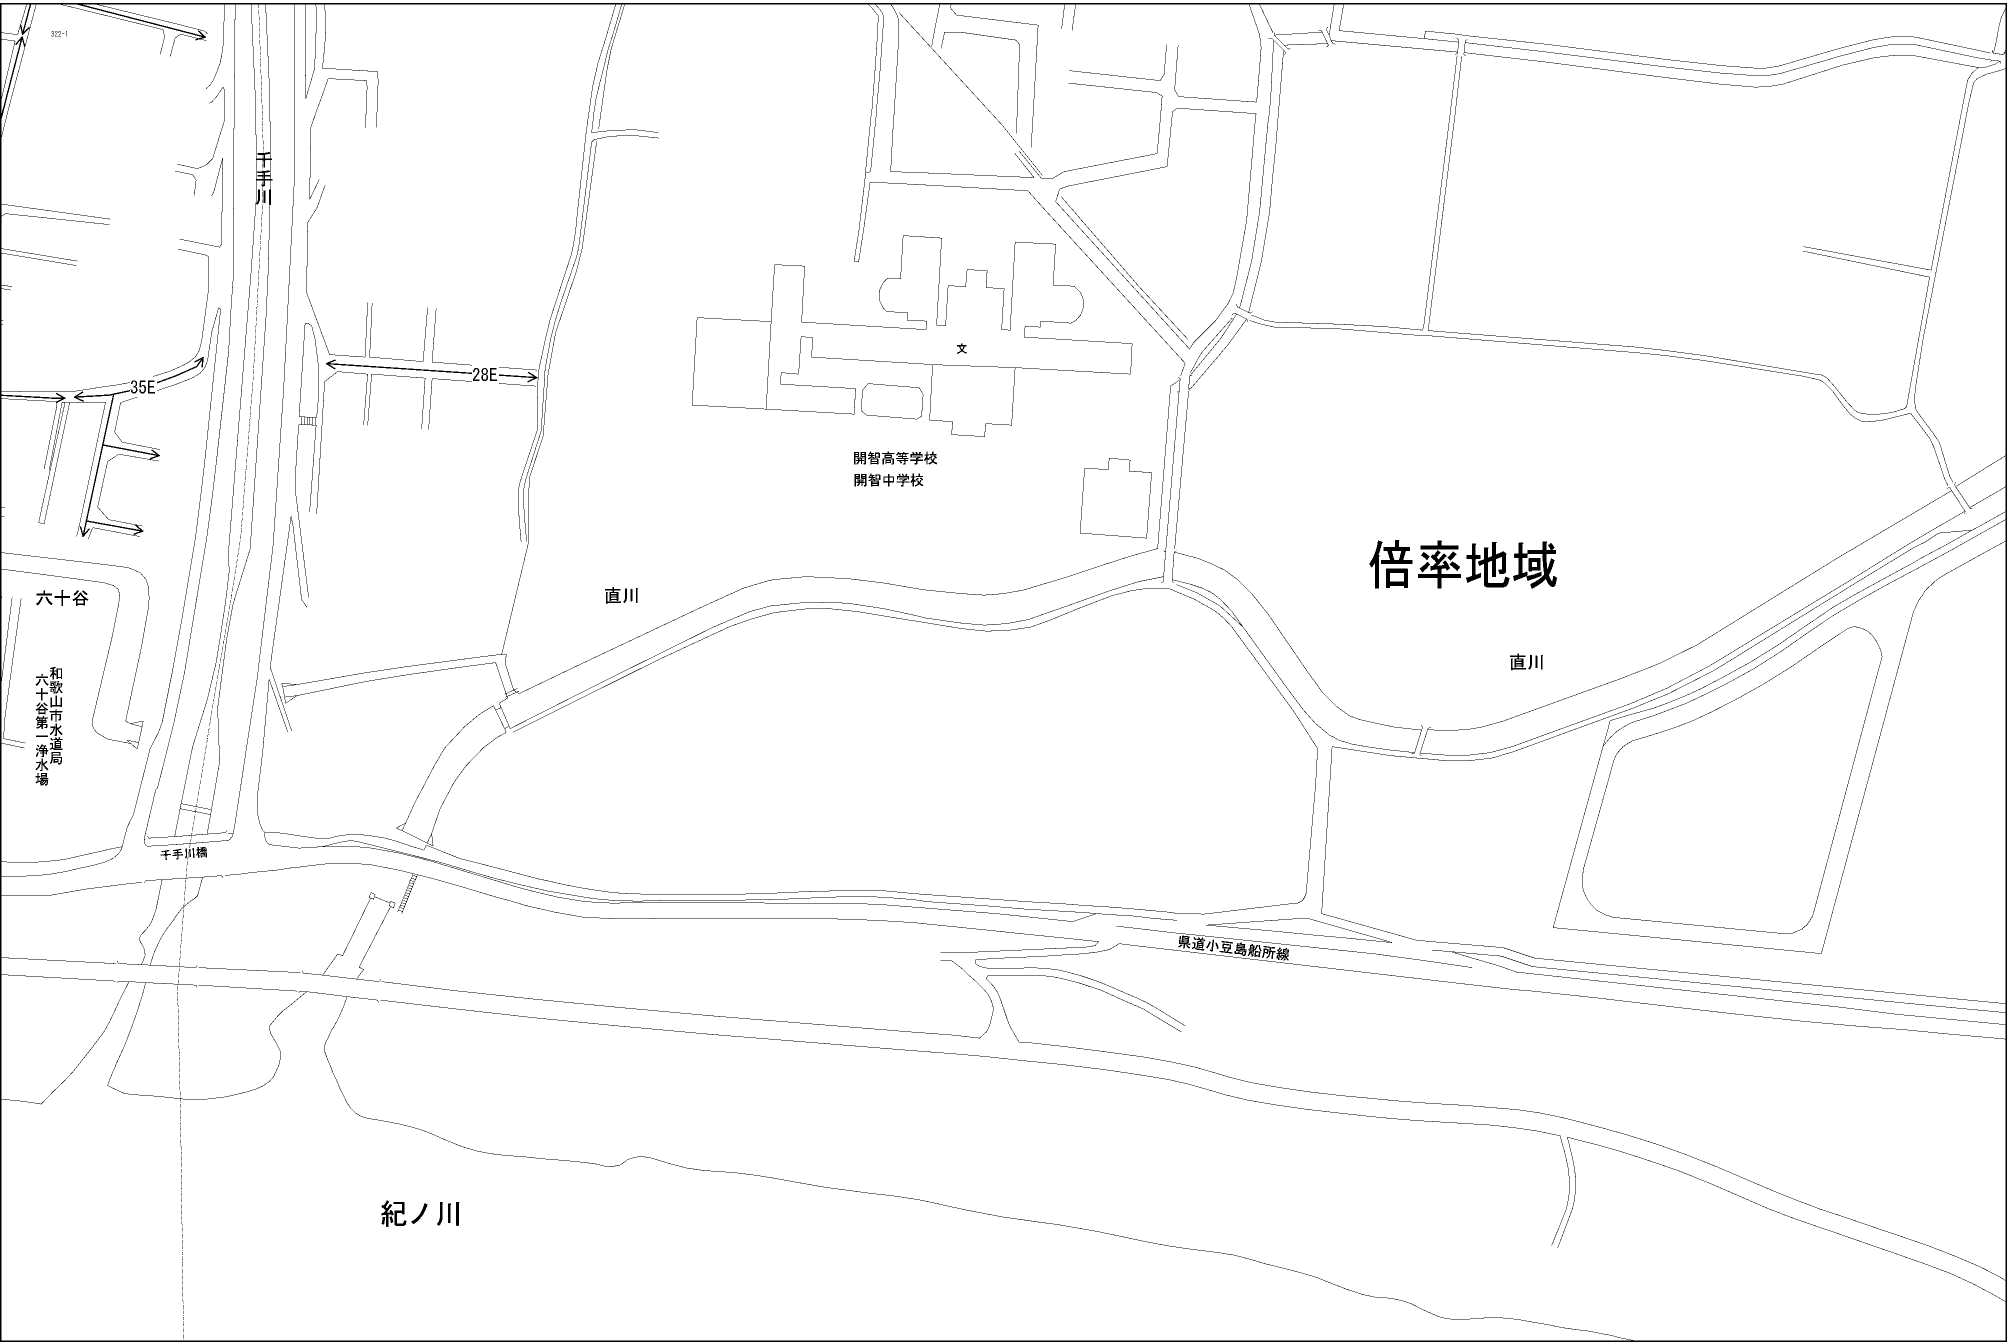 322-1
千手川
35E
28E
文
開智高等学校
開智中学校
倍率地域
六十谷
直川
直川
和歌山市水道局
六十谷第一浄水場
千手川橋
県道小豆島船所線
紀ノ川